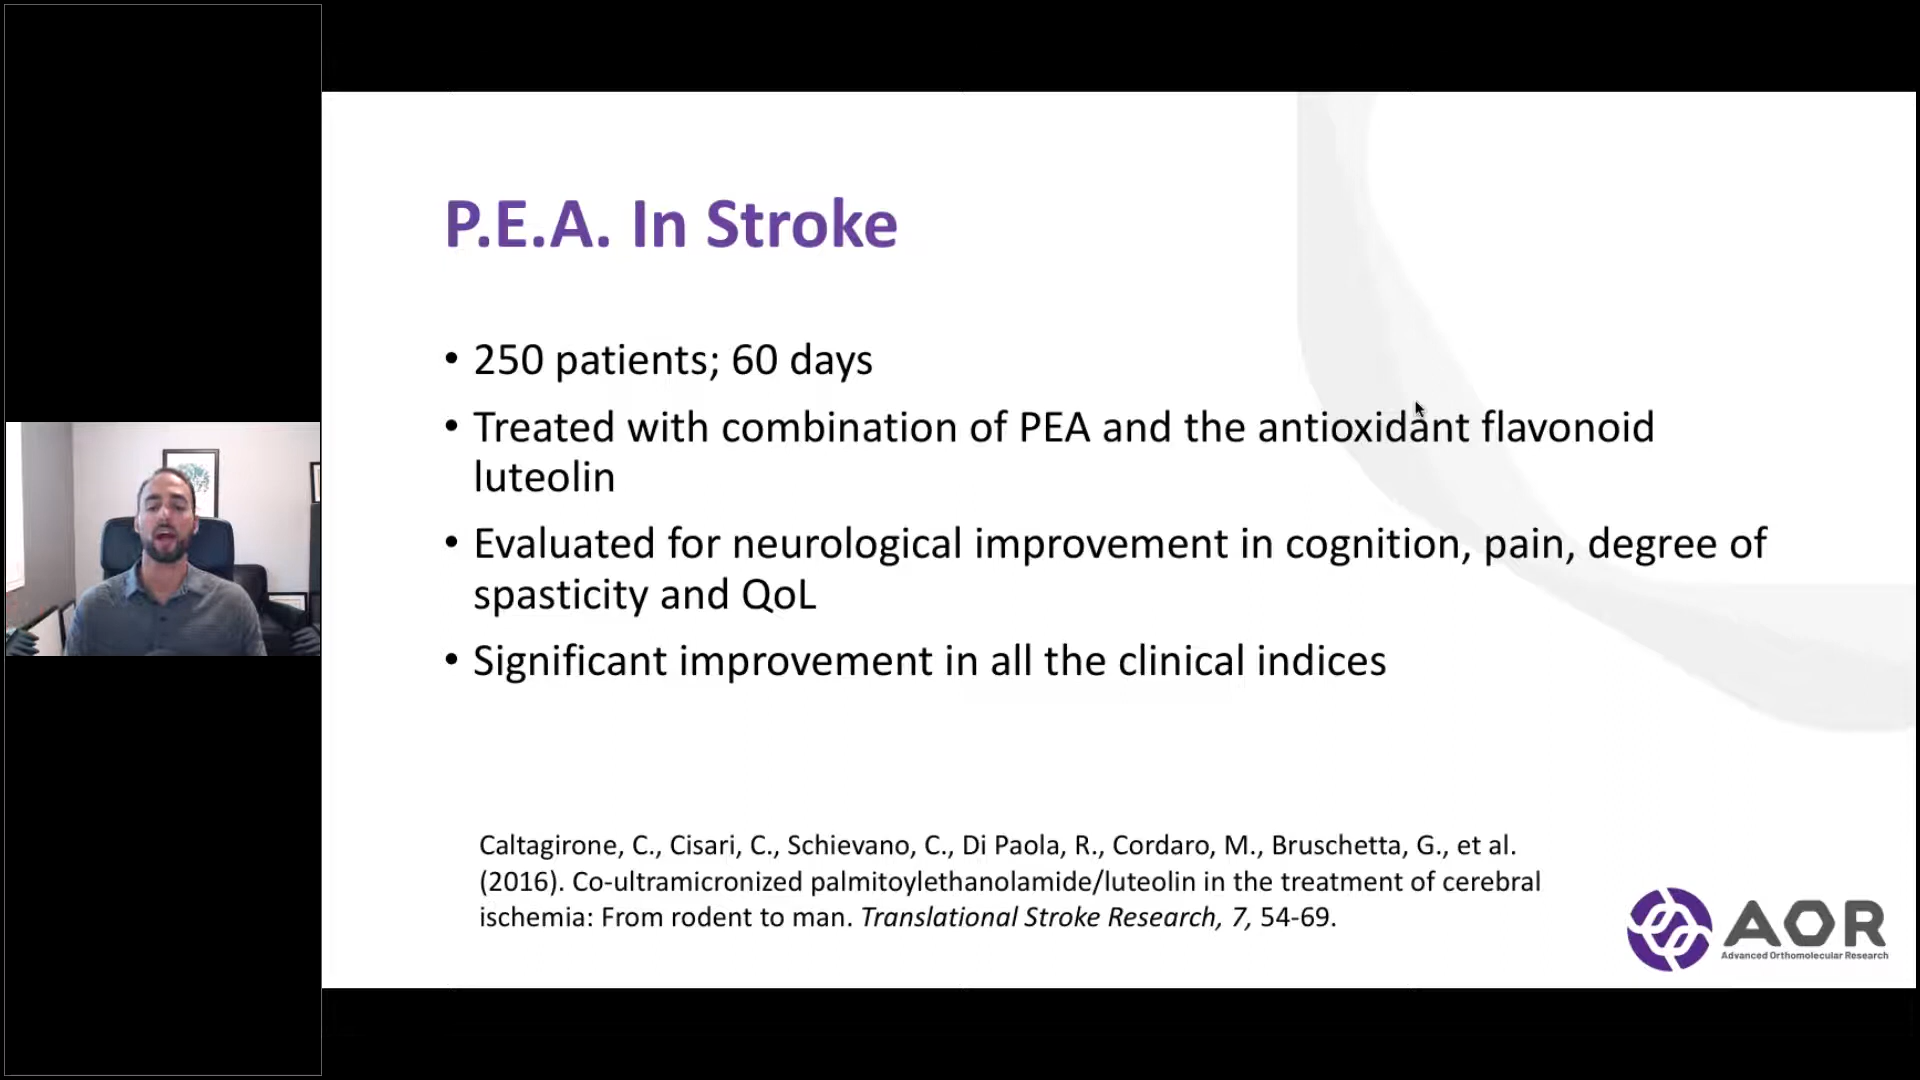 P.E.A. In Stroke
• 250 patients; 60 days
• Treated with combination of PEA and the antioxidant flavonoid
luteolin
• Evaluated for neurological improvement in cognition, pain, degree of
spasticity and QoL
• Significant improvement in all the clinical indices
Caltagirone, C., Cisari, C., Schievano, C., Di Paola, R., Cordaro, M., Bruschetta, G., et al.
(2016). Co-ultramicronized palmitoylethanolamide/luteolin in the treatment of cerebral
ischemia: From rodent to man. Translational Stroke Research, 7, 54-69.
AOR
Advanced Orthomolecular Research